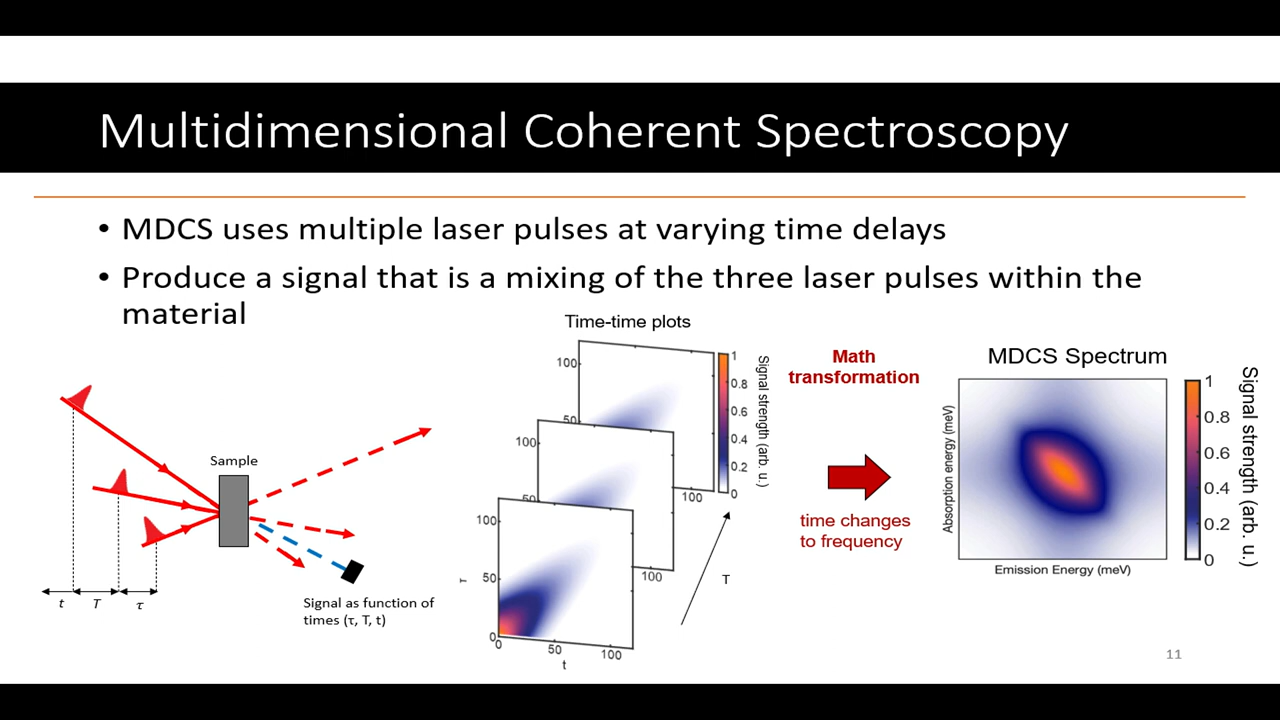 Multidimensional Coherent Spectroscopy
• MDCS uses multiple laser pulses at varying time delays
• Produce a signal that is a mixing of the three laser pulses within the
material
Sample
t
T
τ
Signal as function of
times (τ, T, t)
Time-time plots
100
50
100
1
0.8
0.6
0.4
0.2
0
Signal strength (arb. u.)
100
50
100
100
50
0
τ
0
50
100
t
T
Math
transformation
time changes
to frequency
MDCS Spectrum
Absorption energy (meV)
Emission Energy (meV)
1
0.8
0.6
0.4
0.2
0
Signal strength (arb. u.)
11